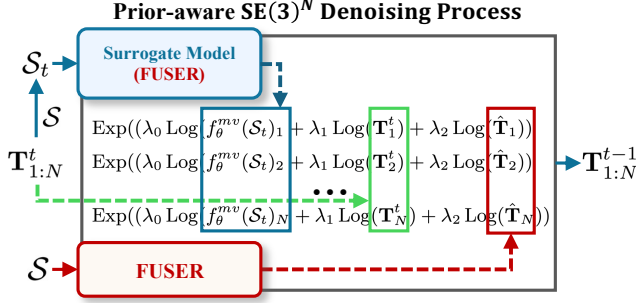 Prior-aware SE(3)^N Denoising Process
Surrogate Model
(FUSER)
S_t
S
T^t_{1:N}
Exp((λ_0 Log(f_θ^{mv}(S_t)_1 + λ_1 Log(T_1^t) + λ_2 Log(T̂_1))
Exp((λ_0 Log(f_θ^{mv}(S_t)_2 + λ_1 Log(T_2^t) + λ_2 Log(T̂_2))
...
Exp((λ_0 Log(f_θ^{mv}(S_t)_N + λ_1 Log(T_N^t) + λ_2 Log(T̂_N))
T^{t-1}_{1:N}
S
FUSER